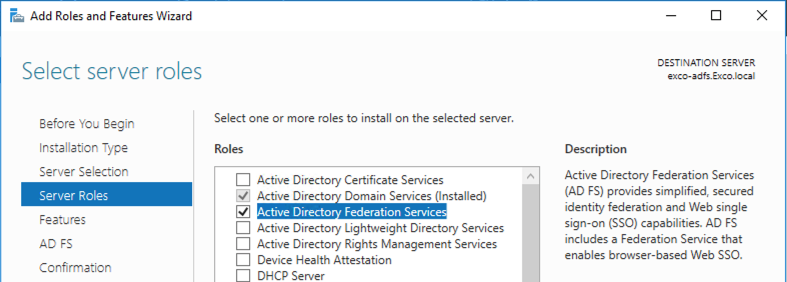 Add Roles and Features Wizard
Select server roles
DESTINATION SERVER
exco-adfs.Exco.local
Before You Begin
Installation Type
Server Selection
Server Roles
Features
AD FS
Confirmation
Select one or more roles to install on the selected server.
Roles
Active Directory Certificate Services
Active Directory Domain Services (Installed)
Active Directory Federation Services
Active Directory Lightweight Directory Services
Active Directory Rights Management Services
Device Health Attestation
DHCP Server
Description
Active Directory Federation Services
(AD FS) provides simplified, secured
identity federation and Web single
sign-on (SSO) capabilities. AD FS
includes a Federation Service that
enables browser-based Web SSO.